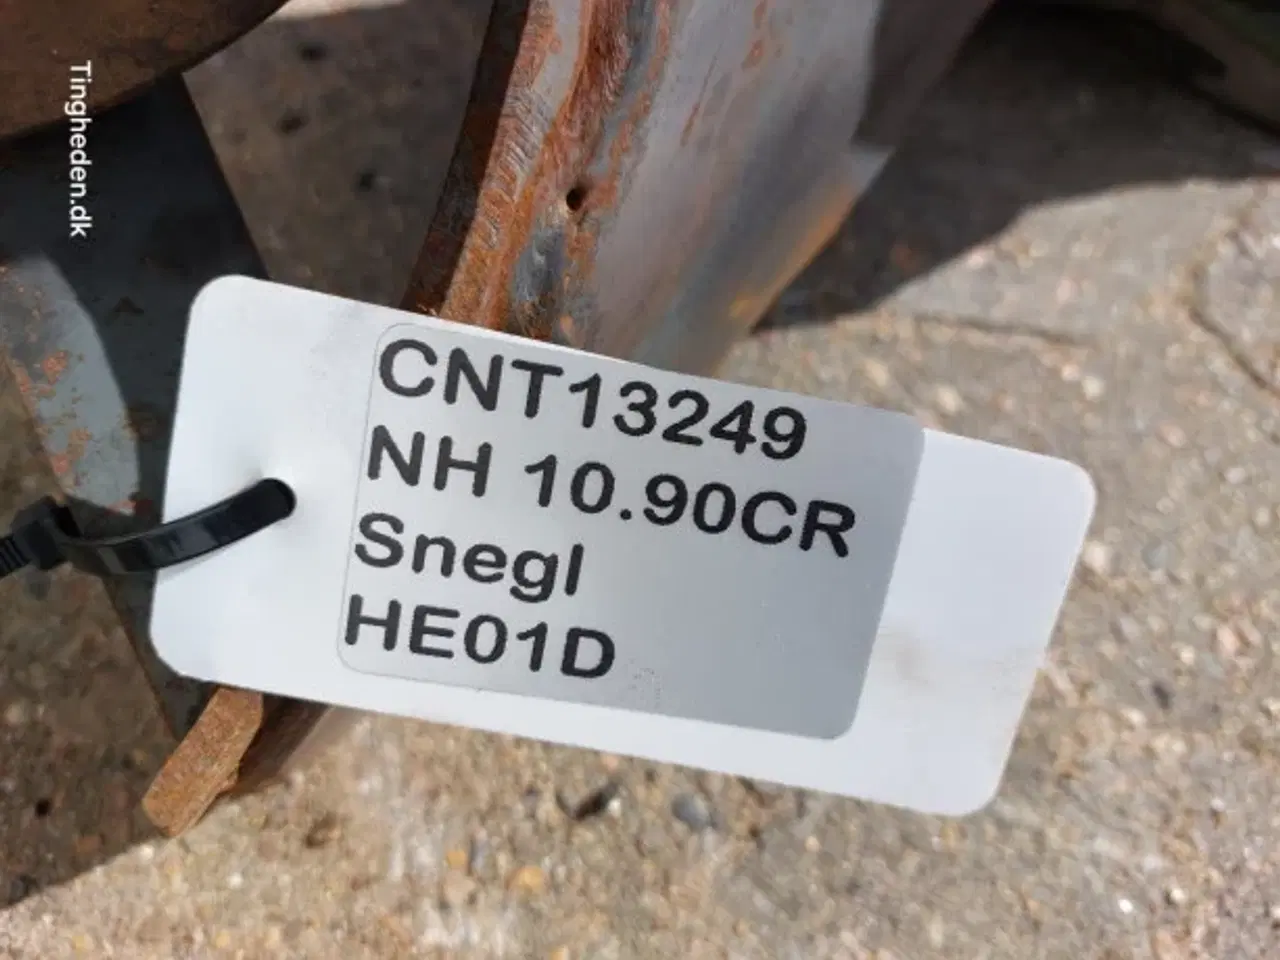 Tingheden.dk
CNT13249
NH 10.90CR
Snegl
HE01D